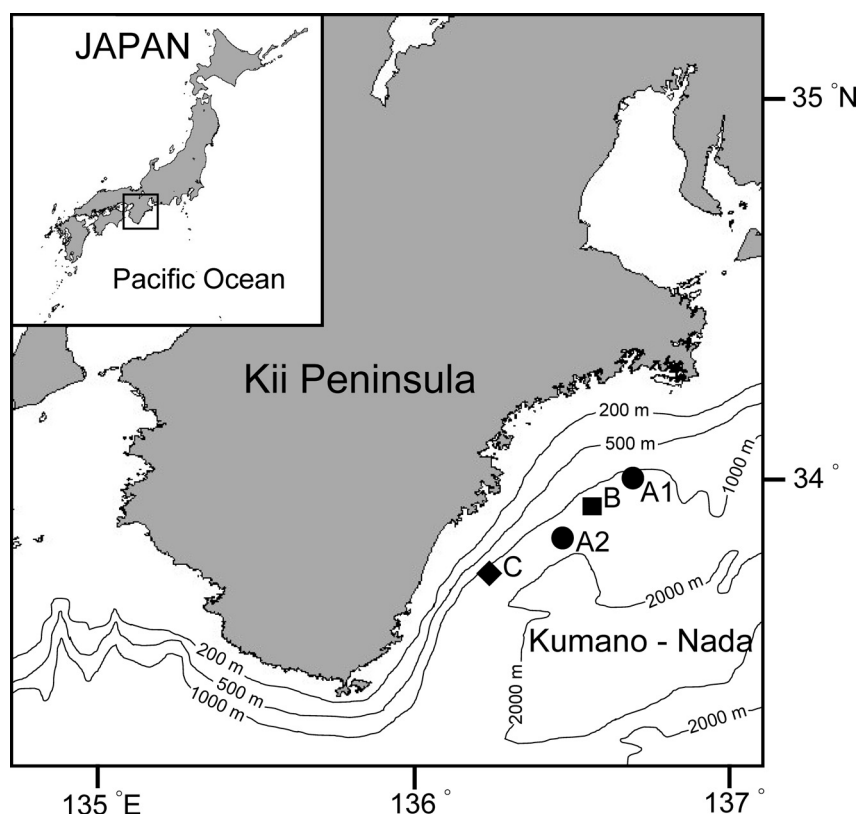 JAPAN
Pacific Ocean
35 °N
Kii Peninsula
200 m
500 m
1000 m
34 °
B
A1
A2
C
2000 m
Kumano - Nada
200 m
500 m
1000 m
2000 m
2000 m
135 °E
136 °
137 °